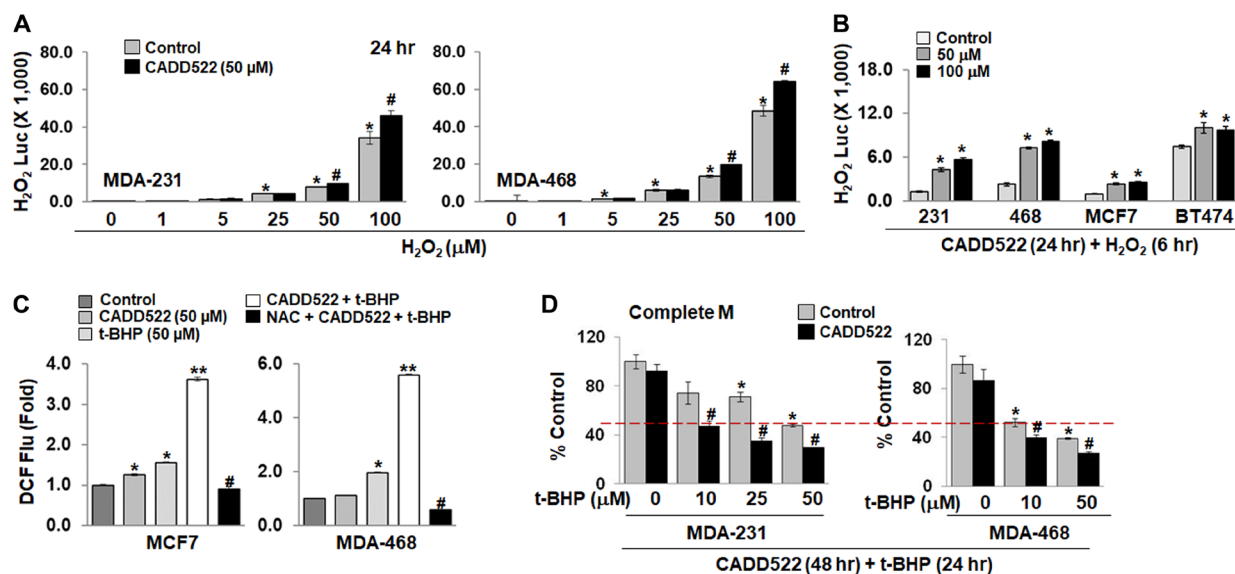 A
24 hr
Control
CADD522 (50 μM)
H₂O₂ Luc (X 1,000)
80.0
60.0
40.0
20.0
0.0
MDA-231
* * * #  # 
0 1 5 25 50 100
80.0
60.0
40.0
20.0
0.0
MDA-468
* * * # * #
0 1 5 25 50 100
H₂O₂ (μM)
B
Control
50 μM
100 μM
H₂O₂ Luc (X 1,000)
18.0
12.0
6.0
0.0
* * * * * * * *
231 468 MCF7 BT474
CADD522 (24 hr) + H₂O₂ (6 hr)
C
Control
CADD522 (50 μM)
t-BHP (50 μM)
CADD522 + t-BHP
NAC + CADD522 + t-BHP
DCF Flu (Fold)
4.0
3.0
2.0
1.0
0.0
* * ** #
MCF7
6.0
4.0
2.0
0.0
* ** #
MDA-468
D
Complete M
Control
CADD522
% Control
120
80
40
0
# * # * #
t-BHP (μM) 0 10 25 50
MDA-231
% Control
120
80
40
0
* # * #
t-BHP (μM) 0 10 50
MDA-468
CADD522 (48 hr) + t-BHP (24 hr)